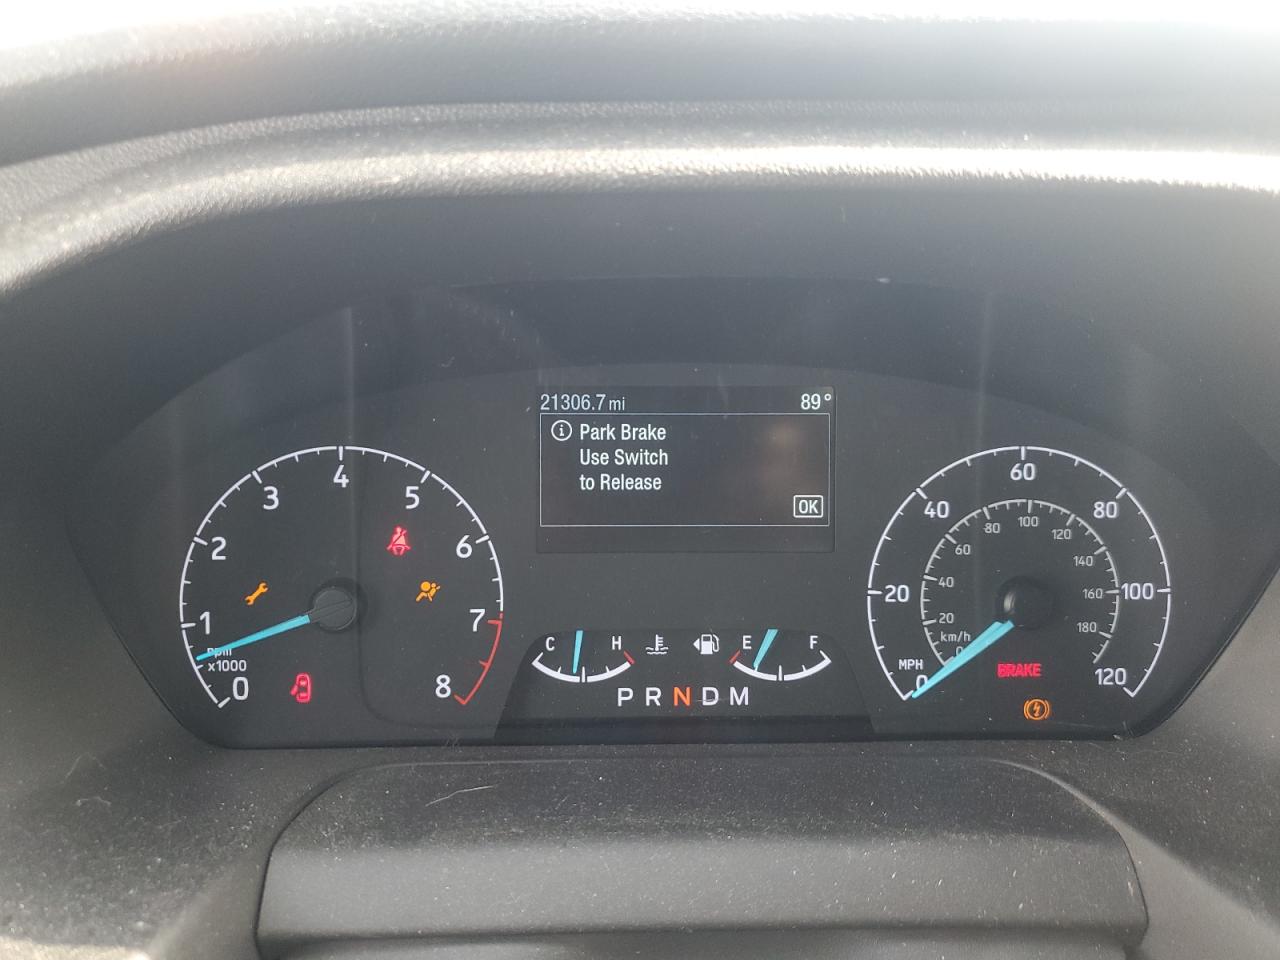 21306.7 mi 89°
Park Brake
Use Switch
to Release
OK
0 1 2 3 4 5 6 7 8
rpm
x1000
C H E F
P R N D M
0 20 40 60 80 100 120
MPH
0 20 40 60 80 100 120 140 160 180
km/h
BRAKE